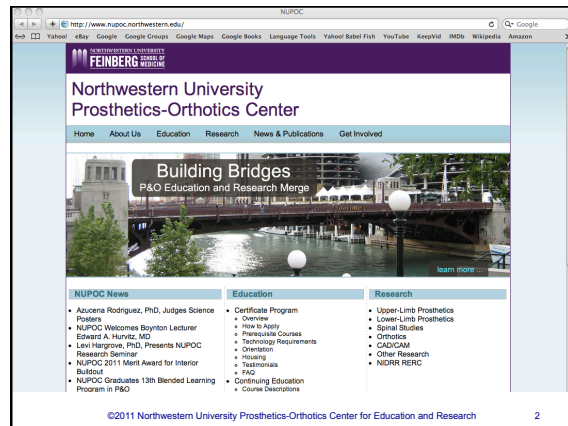 NUPOC
http://www.nupoc.northwestern.edu/
Google
Yahoo! eBay Google Google Groups Google Maps Google Books Language Tools Yahoo! Babel Fish YouTube KeepVid IMDb Wikipedia Amazon
NORTHWESTERN UNIVERSITY
FEINBERG SCHOOL OF MEDICINE
Northwestern University
Prosthetics-Orthotics Center
Home About Us Education Research News & Publications Get Involved
Building Bridges
P&O Education and Research Merge
learn more ...
NUPOC News
• Azucena Rodriguez, PhD, Judges Science
Posters
• NUPOC Welcomes Boynton Lecturer
Edward A. Hurvitz, MD
• Levi Hargrove, PhD, Presents NUPOC
Research Seminar
• NUPOC 2011 Merit Award for Interior
Buildout
• NUPOC Graduates 13th Blended Learning
Program in P&O
Education
• Certificate Program
o Overview
o How to Apply
o Prerequisite Courses
o Technology Requirements
o Orientation
o Housing
o Testimonials
o FAQ
• Continuing Education
o Course Descriptions
Research
• Upper-Limb Prosthetics
• Lower-Limb Prosthetics
• Spinal Studies
• Orthotics
• CAD/CAM
• Other Research
• NIDRR RERC
©2011 Northwestern University Prosthetics-Orthotics Center for Education and Research 2